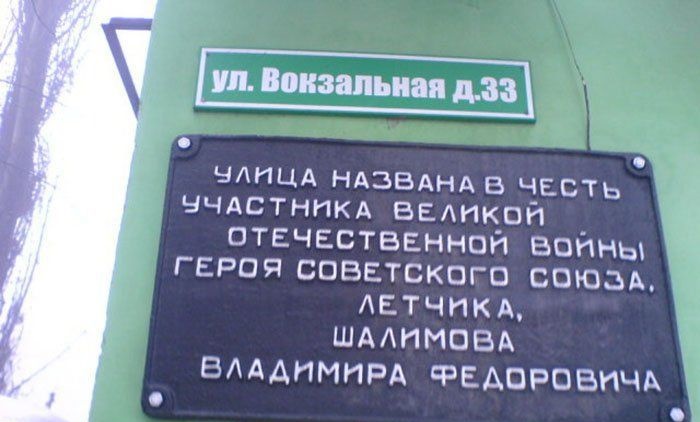 ул. Вокзальная д.33
УЛИЦА НАЗВАНА В ЧЕСТЬ
УЧАСТНИКА ВЕЛИКОЙ
ОТЕЧЕСТВЕННОЙ ВОЙНЫ
ГЕРОЯ СОВЕТСКОГО СОЮЗА,
ЛЕТЧИКА,
ШАЛИМОВА
ВЛАДИМИРА ФЕДОРОВИЧА